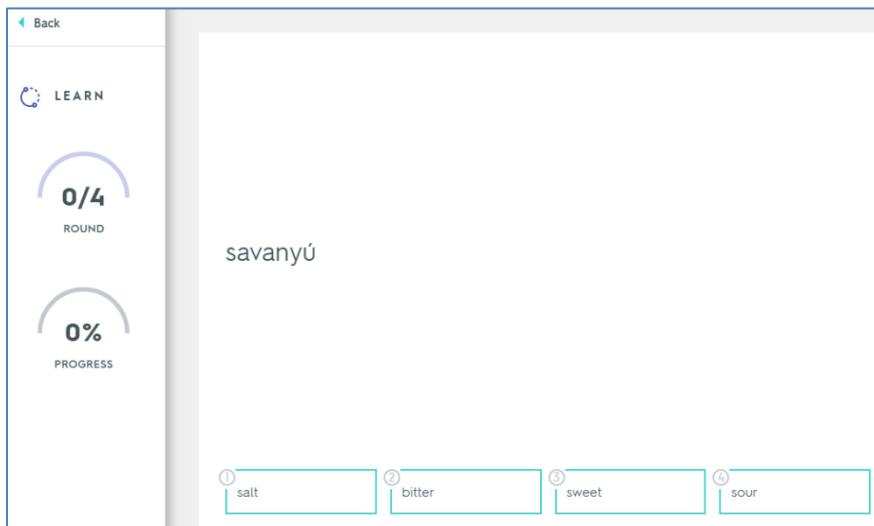 Back
LEARN
0/4
ROUND
0%
PROGRESS
savanyú
1 salt
2 bitter
3 sweet
4 sour